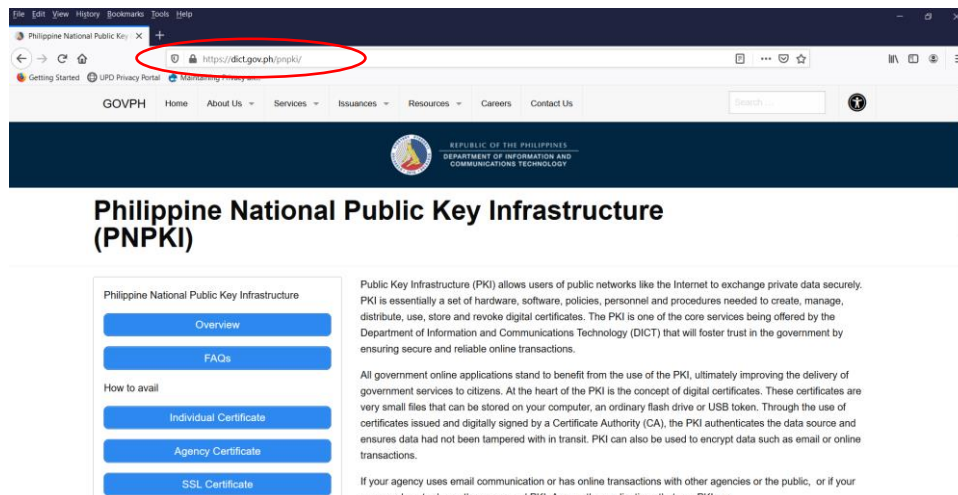 File Edit View History Bookmarks Tools Help
Philippine National Public Key
https://dict.gov.ph/pnpki/
Getting Started UPD Privacy Portal
GOVPH Home About Us Services Issuances Resources Careers Contact Us Search ...
REPUBLIC OF THE PHILIPPINES
DEPARTMENT OF INFORMATION AND
COMMUNICATIONS TECHNOLOGY
Philippine National Public Key Infrastructure
(PNPKI)
Philippine National Public Key Infrastructure
Overview
FAQs
How to avail
Individual Certificate
Agency Certificate
SSL Certificate
Public Key Infrastructure (PKI) allows users of public networks like the Internet to exchange private data securely.
PKI is essentially a set of hardware, software, policies, personnel and procedures needed to create, manage,
distribute, use, store and revoke digital certificates. The PKI is one of the core services being offered by the
Department of Information and Communications Technology (DICT) that will foster trust in the government by
ensuring secure and reliable online transactions.
All government online applications stand to benefit from the use of the PKI, ultimately improving the delivery of
government services to citizens. At the heart of the PKI is the concept of digital certificates. These certificates are
very small files that can be stored on your computer, an ordinary flash drive or USB token. Through the use of
certificates issued and digitally signed by a Certificate Authority (CA), the PKI authenticates the data source and
ensures data had not been tampered with in transit. PKI can also be used to encrypt data such as email or online
transactions.
If your agency uses email communication or has online transactions with other agencies or the public, or if your